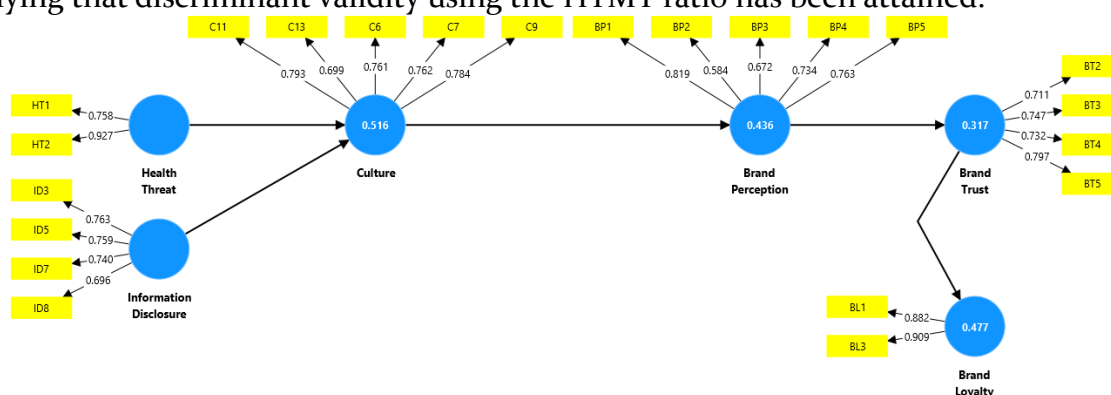 ying that discriminant validity using the HTMT ratio has been attained.
C11 C13 C6 C7 C9 BP1 BP2 BP3 BP4 BP5
0.793 0.699 0.761 0.762 0.784 0.819 0.584 0.672 0.734 0.763
BT2
0.711
HT1
0.758
BT3
0.747
0.516 0.436 0.317
HT2
0.927
BT4
0.732
BT5
0.797
Health
Threat
Culture
Brand
Perception
Brand
Trust
ID3
0.763
ID5
0.759
ID7
0.740
ID8
0.696
Information
Disclosure
BL1
0.882
0.477
BL3
0.909
Brand
Loyalty